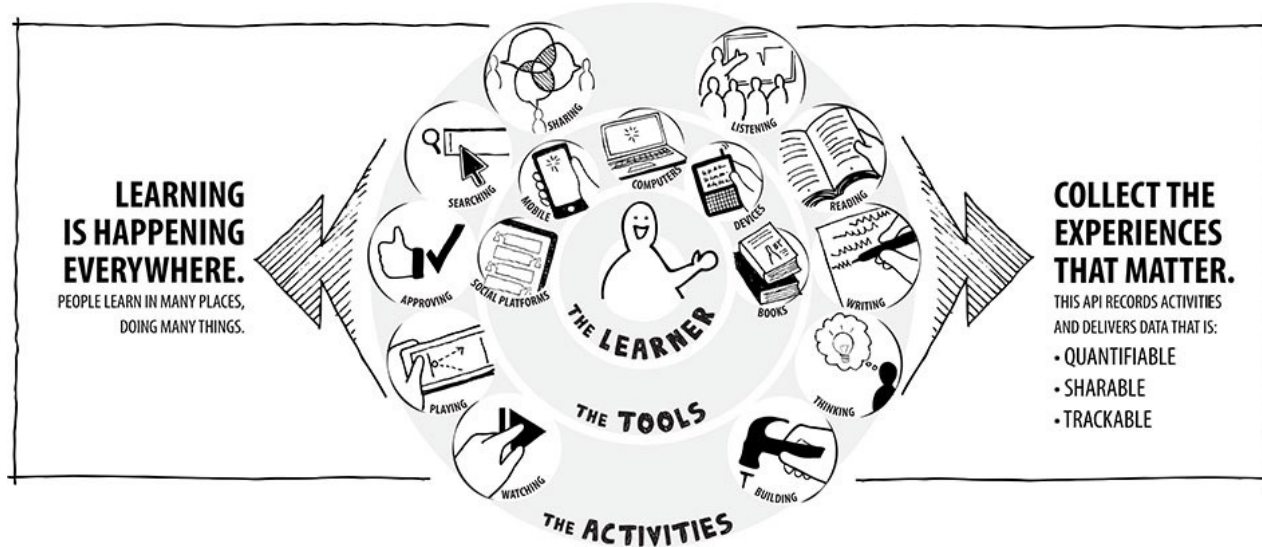 LEARNING
IS HAPPENING
EVERYWHERE.
PEOPLE LEARN IN MANY PLACES,
DOING MANY THINGS.
SHARING
SEARCHING
APPROVING
PLAYING
WATCHING
MOBILE
SOCIAL PLATFORMS
COMPUTERS
DEVICES
BOOKS
THE LEARNER
THE TOOLS
THE ACTIVITIES
LISTENING
READING
WRITING
THINKING
BUILDING
COLLECT THE
EXPERIENCES
THAT MATTER.
THIS API RECORDS ACTIVITIES
AND DELIVERS DATA THAT IS:
• QUANTIFIABLE
• SHARABLE
• TRACKABLE